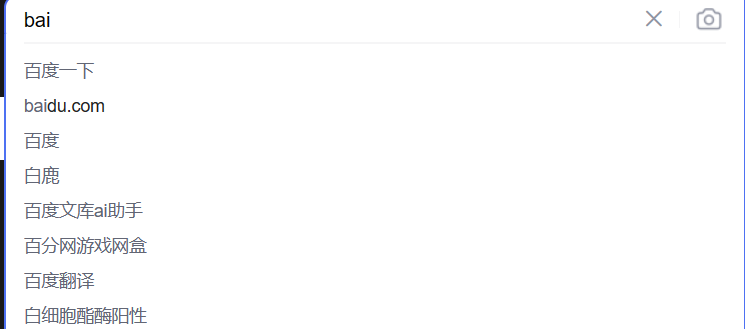 bai
百度一下
baidu.com
百度
白鹿
百度文库ai助手
百分网游戏网盒
百度翻译
白细胞酯酶阳性